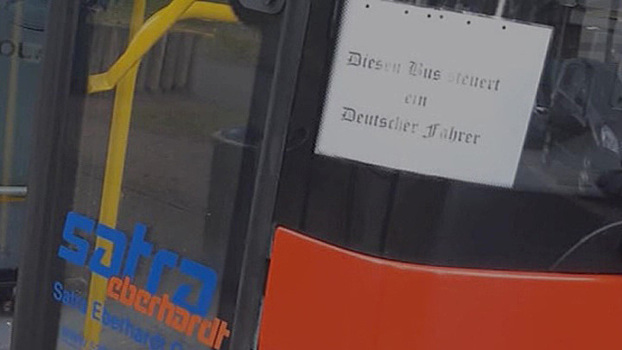 Diesen Bus steuert
ein
Deutscher Fahrer
satra
eberhardt
Satra Eberhardt G